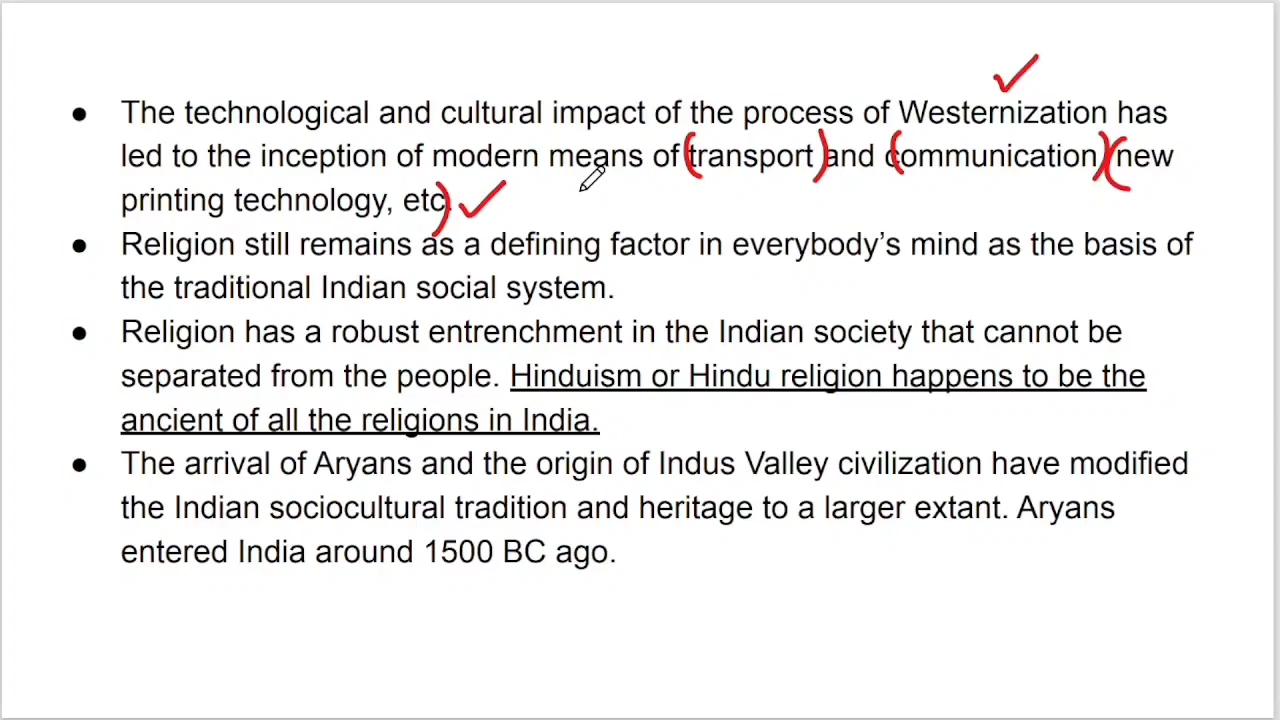 ● The technological and cultural impact of the process of Westernization has
led to the inception of modern means of transport and communication, new
printing technology, etc.
● Religion still remains as a defining factor in everybody’s mind as the basis of
the traditional Indian social system.
● Religion has a robust entrenchment in the Indian society that cannot be
separated from the people. Hinduism or Hindu religion happens to be the
ancient of all the religions in India.
● The arrival of Aryans and the origin of Indus Valley civilization have modified
the Indian sociocultural tradition and heritage to a larger extant. Aryans
entered India around 1500 BC ago.